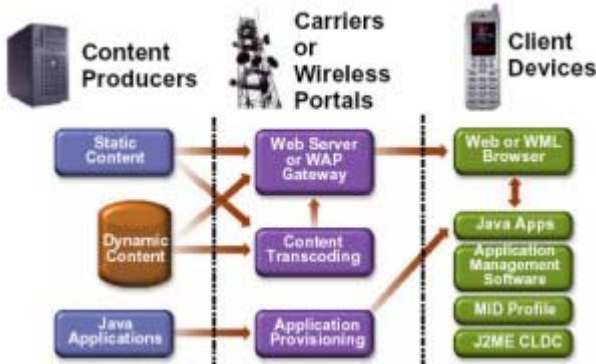 Content
Producers
Carriers
or
Wireless
Portals
Client
Devices
Static
Content
Dynamic
Content
Java
Applications
Web Server
or WAP
Gateway
Content
Transcoding
Application
Provisioning
Web or WML
Browser
Java Apps
Application
Management
Software
MID Profile
J2ME CLDC